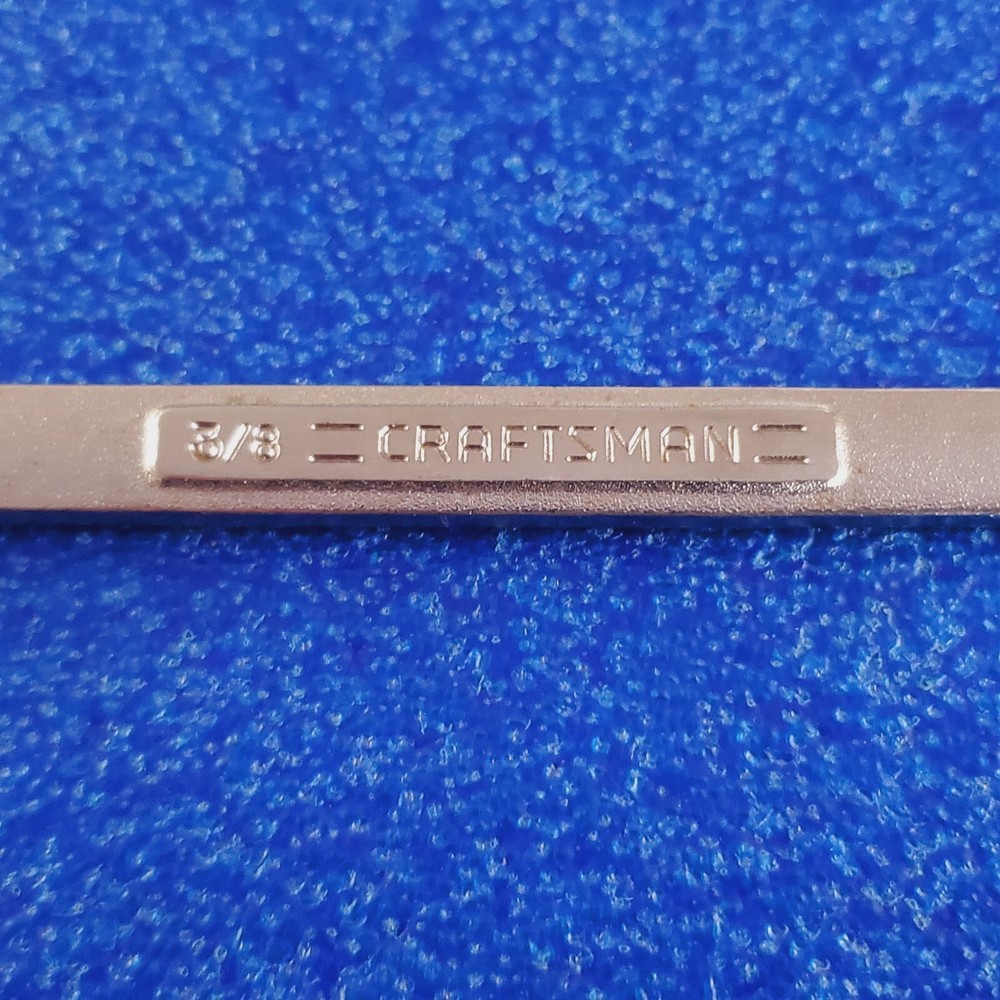 3/8 =CRAFTSMAN=